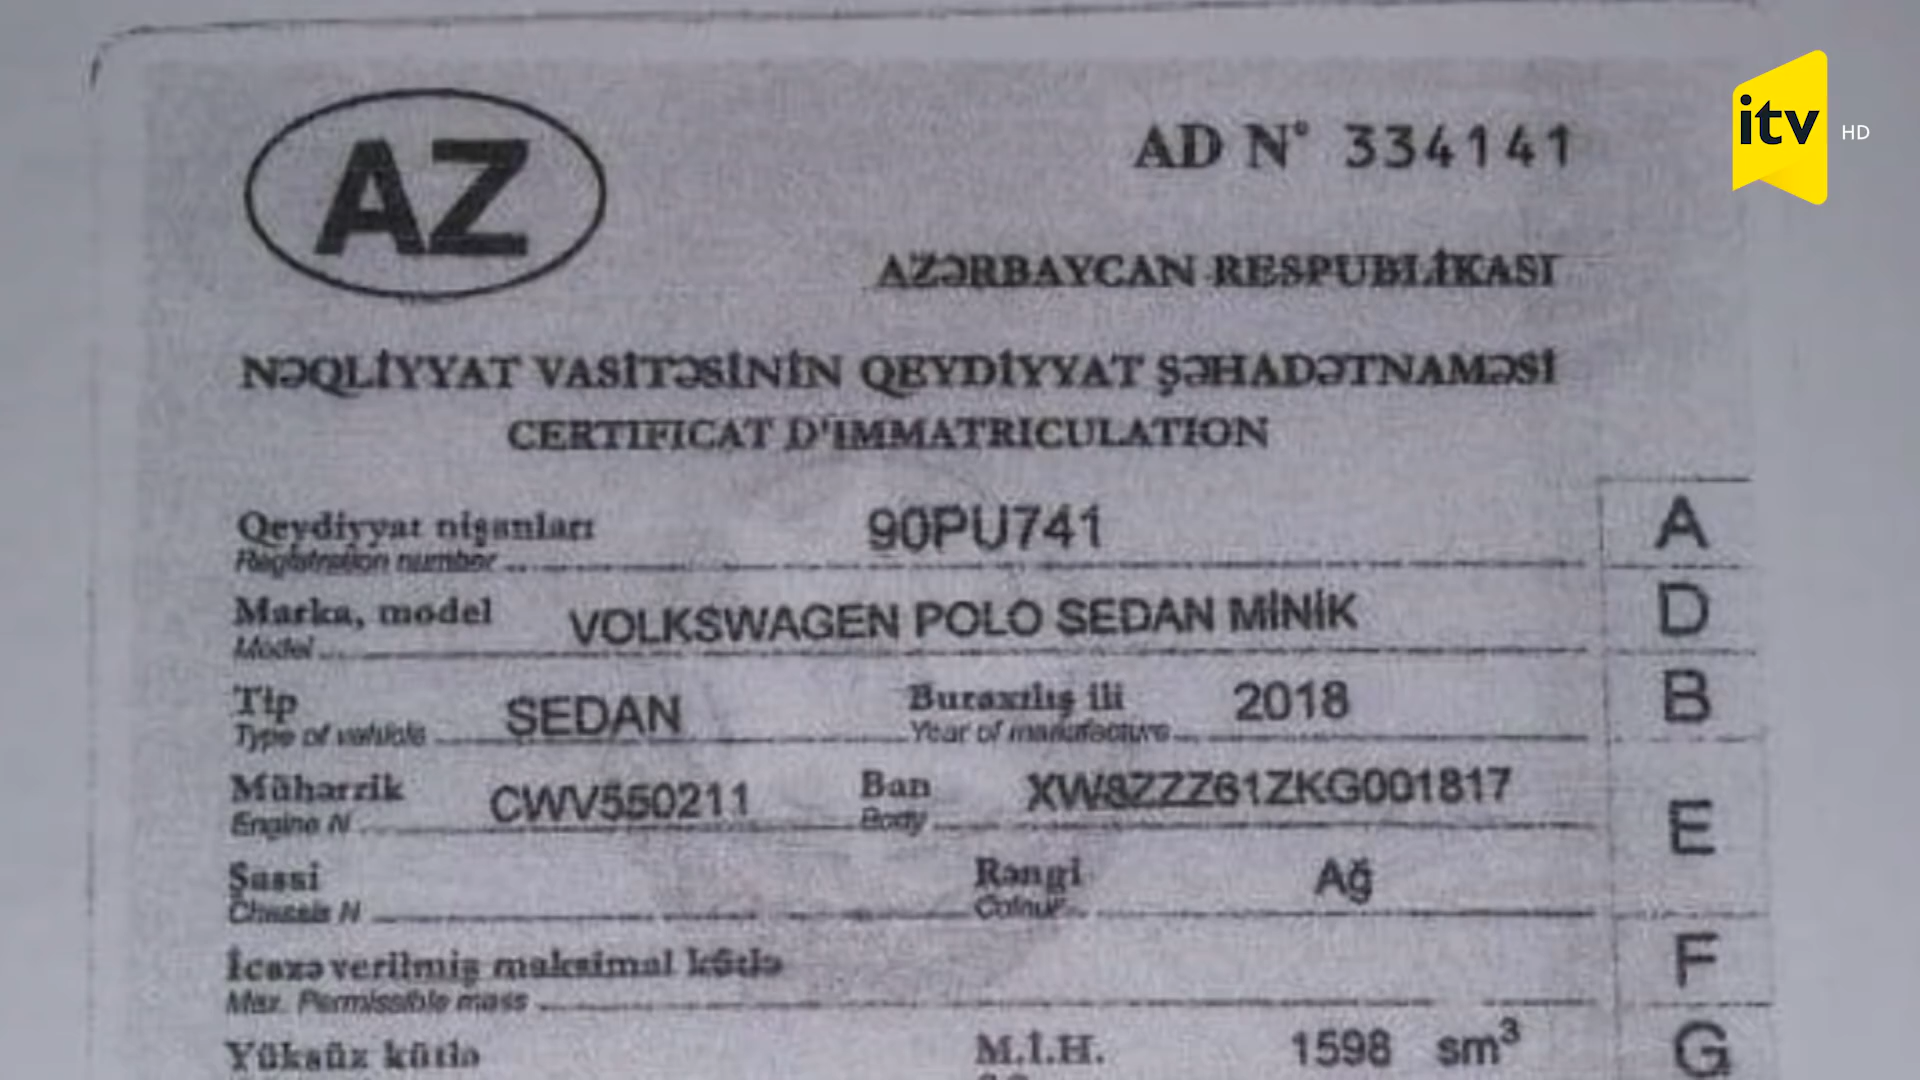 AZ
AD N° 334141
itv HD
AZƏRBAYCAN RESPUBLİKASI
NƏQLİYYAT VASİTƏSİNİN QEYDİYYAT ŞƏHADƏTNAMƏSİ
CERTIFICAT D'IMMATRICULATION
Qeydiyyat nişanları 90PU741 A
Registration number
Marka, model VOLKSWAGEN POLO SEDAN MİNİK D
Model
Tip SEDAN Buraxılış ili 2018 B
Type of vehicle Year of manufacture
Mühərrik CWV550211 Ban XW8ZZZ61ZKG001817 E
Engine N Body
Şassi Rəngi Ağ
Chassis N Colour
İcazə verilmiş maksimal kütlə F
Max. Permissible mass
Yüksüz kütlə M.İ.H. 1598 sm³ G